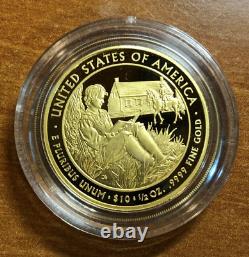 UNITED STATES OF AMERICA
E PLURIBUS UNUM · $10 · 1/2 OZ. .9999 FINE GOLD
© ebay